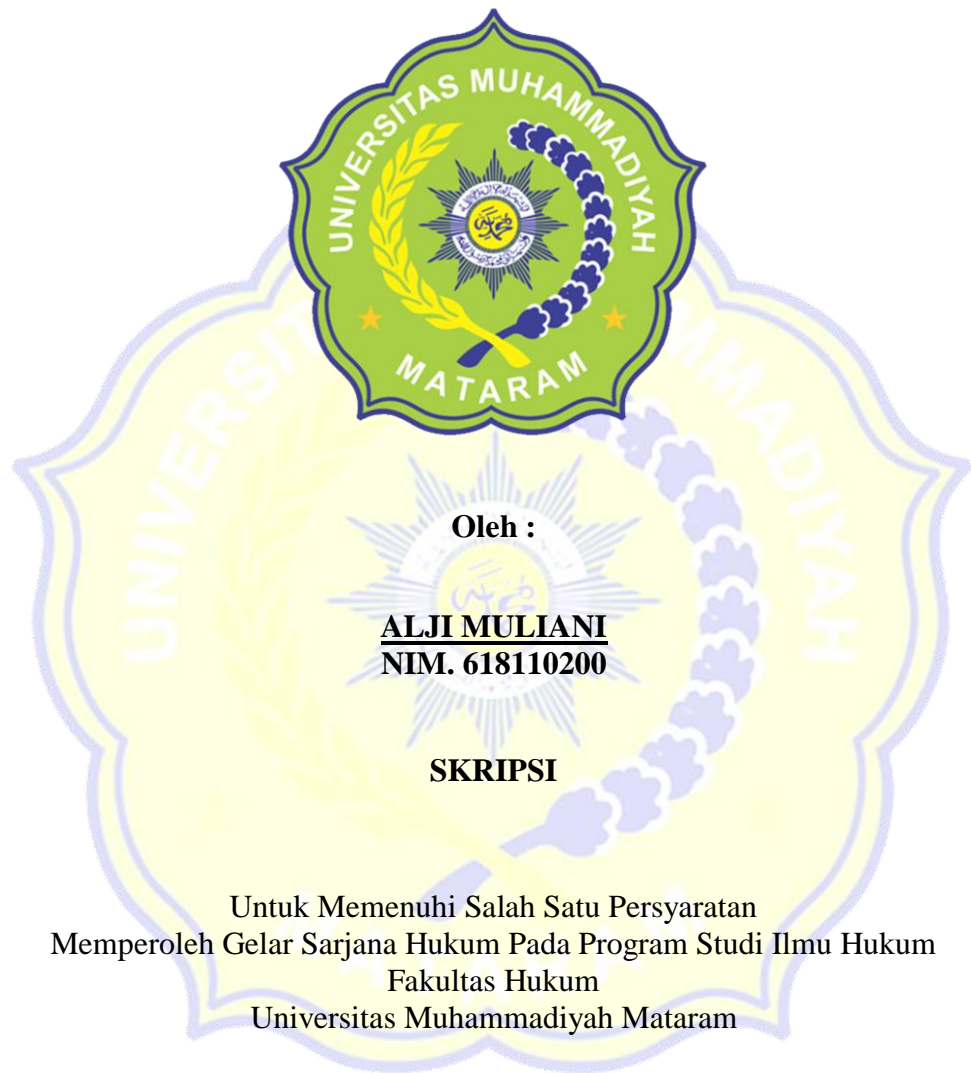 UNIVERSITAS MUHAMMADIYAH
MATARAM
Oleh :
ALJI MULIANI
NIM. 618110200
SKRIPSI
Untuk Memenuhi Salah Satu Persyaratan
Memperoleh Gelar Sarjana Hukum Pada Program Studi Ilmu Hukum
Fakultas Hukum
Universitas Muhammadiyah Mataram